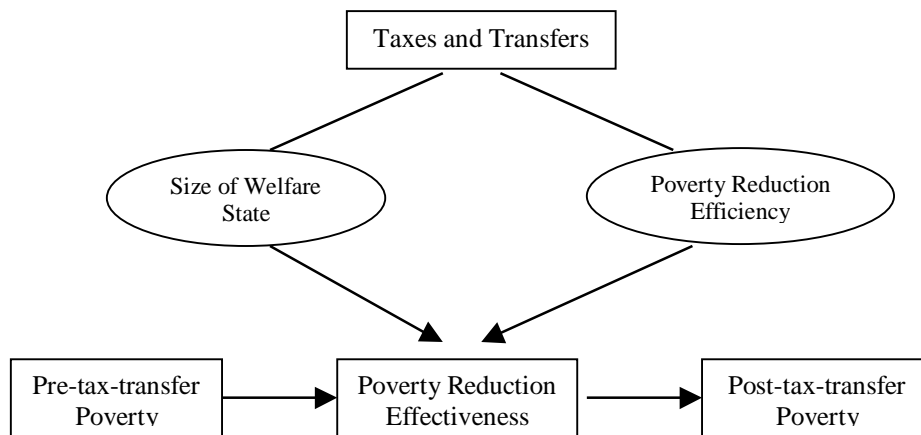 Taxes and Transfers
Size of Welfare
State
Poverty Reduction
Efficiency
Pre-tax-transfer
Poverty
Poverty Reduction
Effectiveness
Post-tax-transfer
Poverty